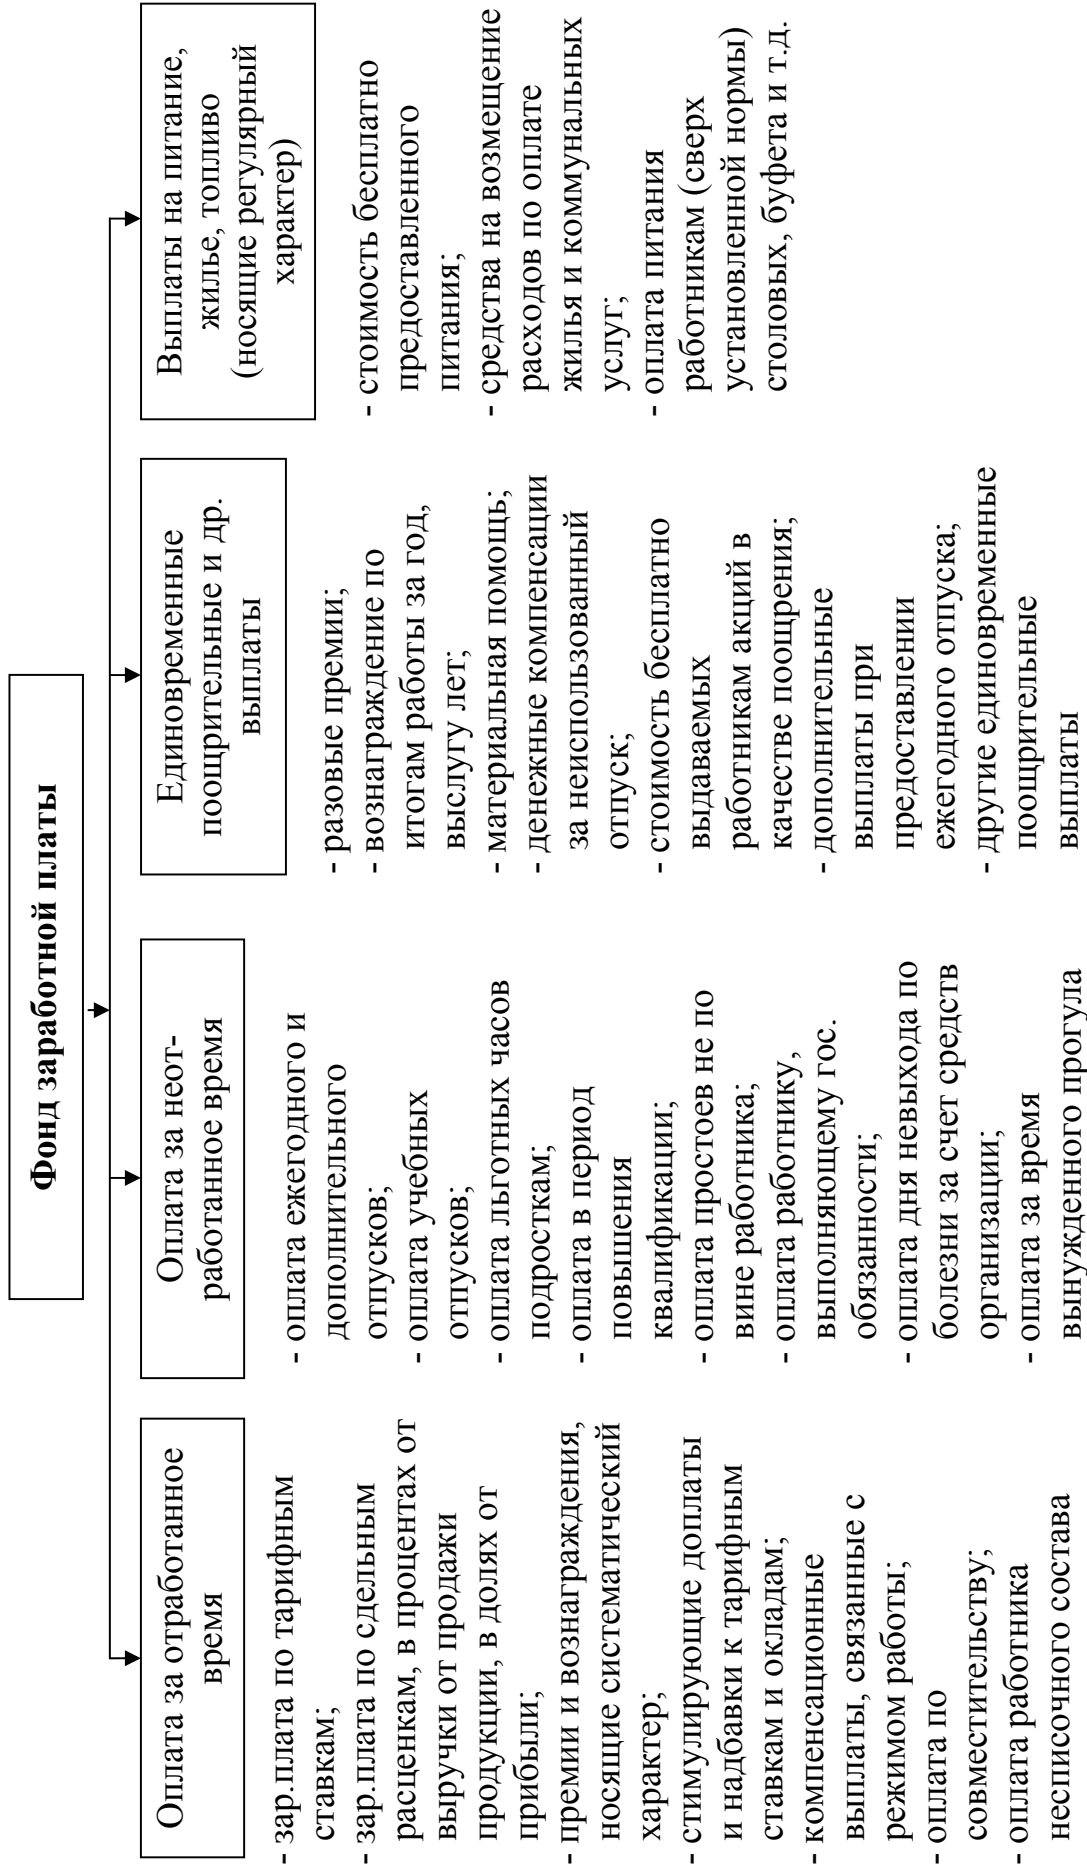 Фонд заработной платы
Оплата за отработанное
время
- зар.плата по тарифным
ставкам;
- зар.плата по сдельным
расценкам, в процентах от
выручки от продажи
продукции, в долях от
прибыли;
- премии и вознаграждения,
носящие систематический
характер;
- стимулирующие доплаты
и надбавки к тарифным
ставкам и окладам;
- компенсационные
выплаты, связанные с
режимом работы;
- оплата по
совместительству;
- оплата работника
несписочного состава
Оплата за неот-
работанное время
- оплата ежегодного и
дополнительного
отпусков;
- оплата учебных
отпусков;
- оплата льготных часов
подросткам;
- оплата в период
повышения
квалификации;
- оплата простоев не по
вине работника;
- оплата работнику,
выполняющему гос.
обязанности;
- оплата дня невыхода по
болезни за счет средств
организации;
- оплата за время
вынужденного прогула
Единовременные
поощрительные и др.
выплаты
- разовые премии;
- вознаграждение по
итогам работы за год,
выслугу лет;
- материальная помощь;
- денежные компенсации
за неиспользованный
отпуск;
- стоимость бесплатно
выдаваемых
работникам акций в
качестве поощрения;
- дополнительные
выплаты при
предоставлении
ежегодного отпуска;
- другие единовременные
поощрительные
выплаты
Выплаты на питание,
жилье, топливо
(носящие регулярный
характер)
- стоимость бесплатно
предоставленного
питания;
- средства на возмещение
расходов по оплате
жилья и коммунальных
услуг;
- оплата питания
работникам (сверх
установленной нормы)
столовых, буфета и т.д.